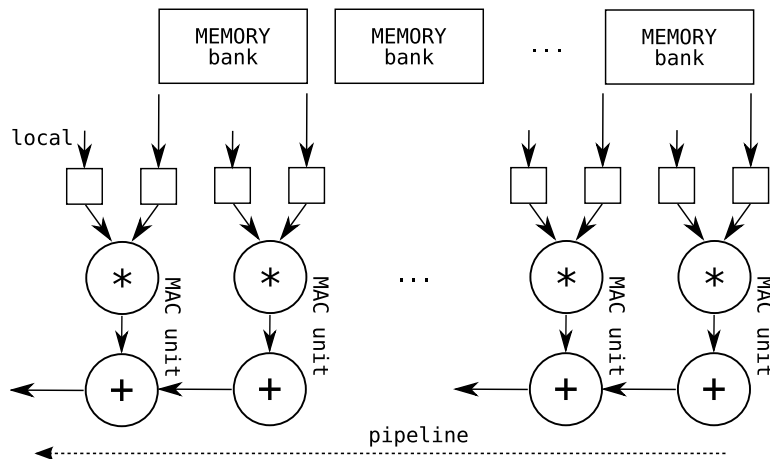 MEMORY
bank
MEMORY
bank
...
MEMORY
bank
local
* MAC unit
* MAC unit
...
* MAC unit
* MAC unit
+
+
+
+
pipeline